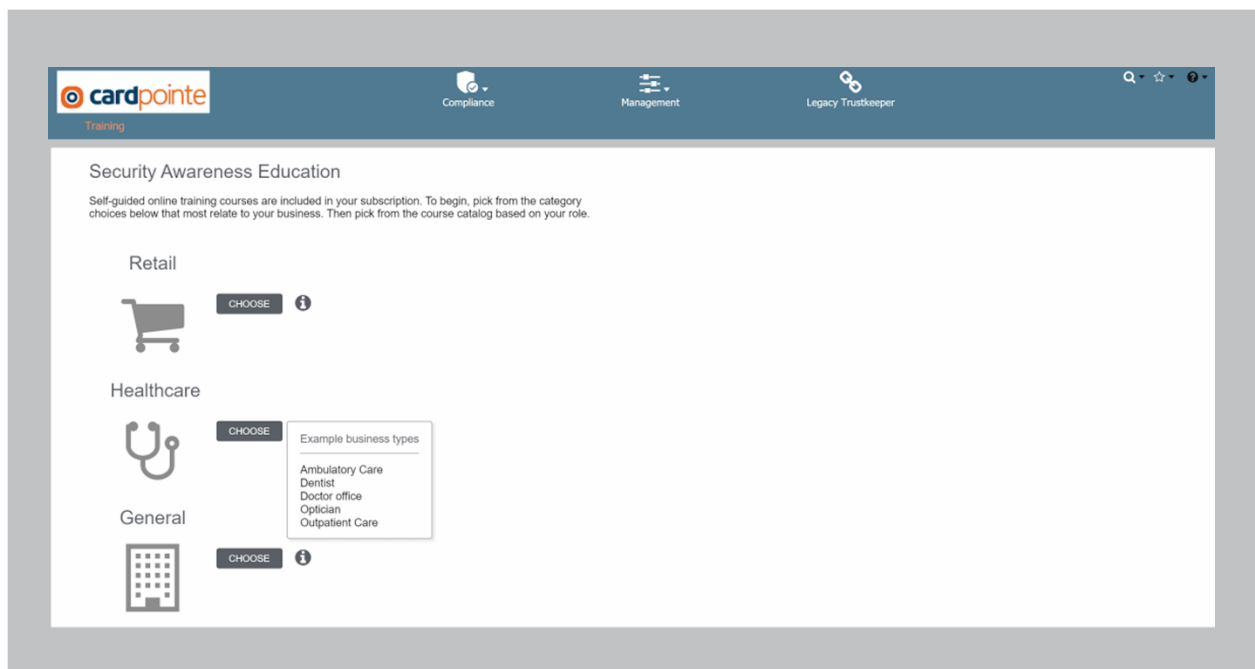 cardpointe
Compliance
Management
Legacy Trustkeeper
Training
Security Awareness Education
Self-guided online training courses are included in your subscription. To begin, pick from the category
choices below that most relate to your business. Then pick from the course catalog based on your role.
Retail
CHOOSE
Healthcare
CHOOSE
Example business types
Ambulatory Care
Dentist
Doctor office
Optician
Outpatient Care
General
CHOOSE